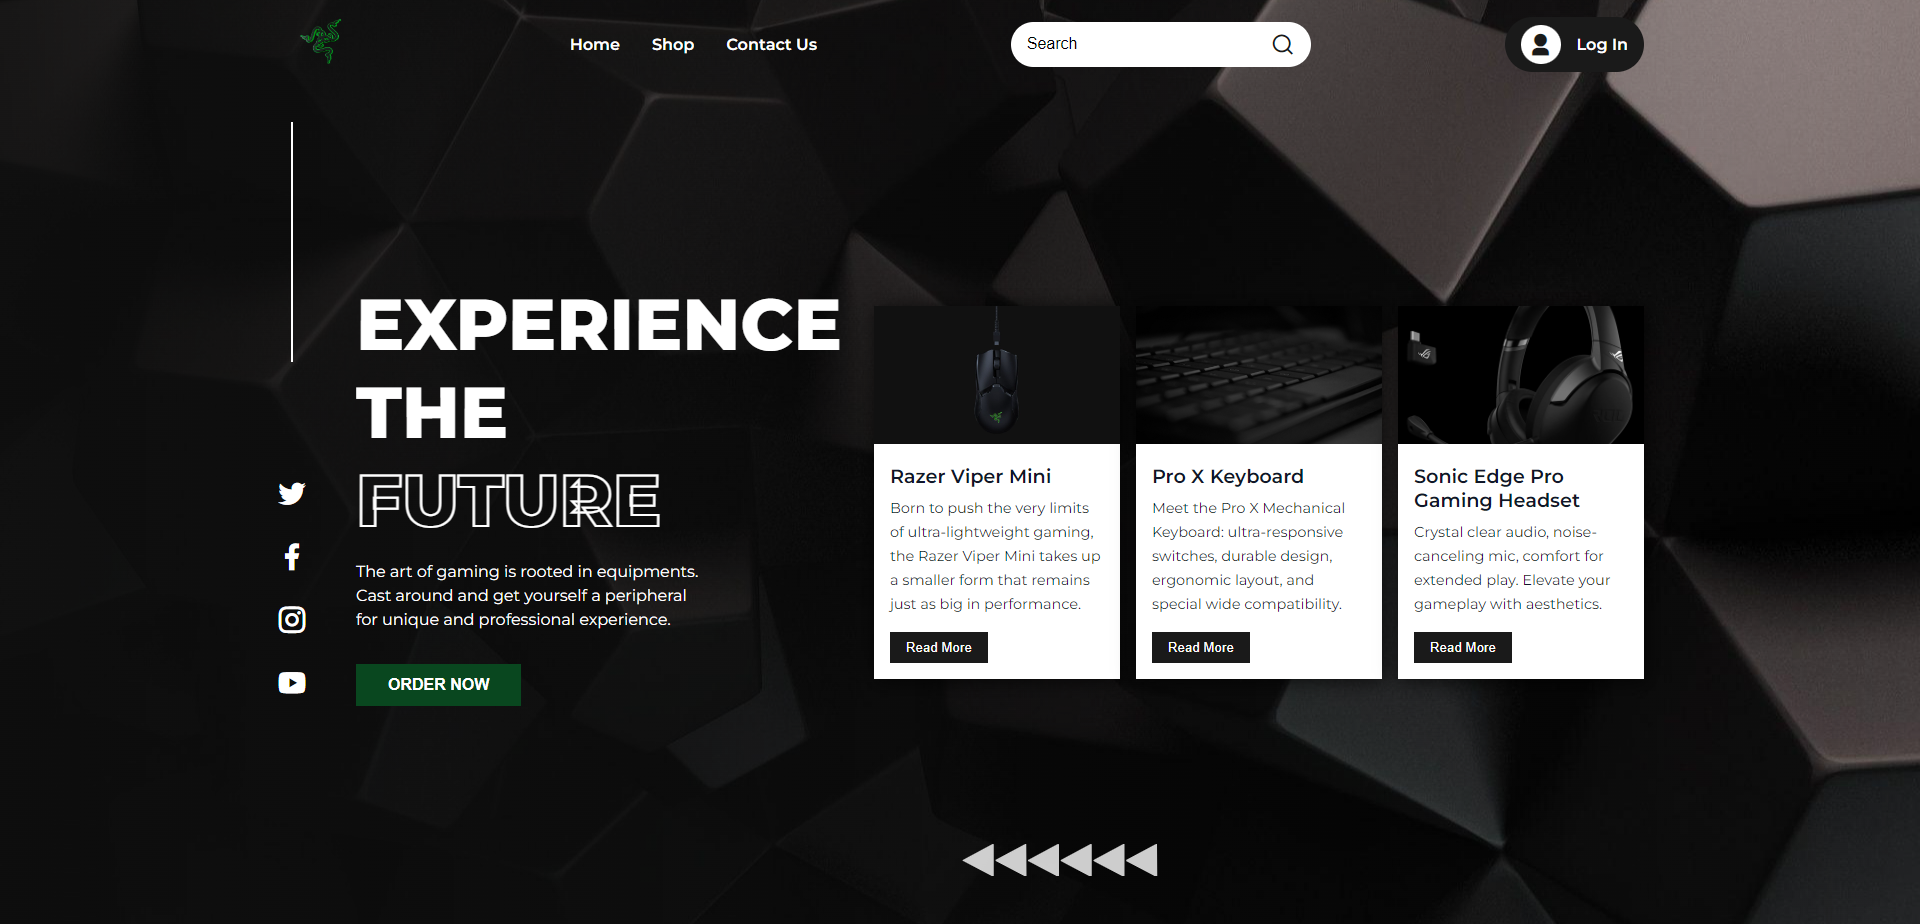 Home
Shop
Contact Us
Search
Log In
EXPERIENCE
THE
FUTURE
The art of gaming is rooted in equipments.
Cast around and get yourself a peripheral
for unique and professional experience.
ORDER NOW
Razer Viper Mini
Born to push the very limits
of ultra-lightweight gaming,
the Razer Viper Mini takes up
a smaller form that remains
just as big in performance.
Read More
Pro X Keyboard
Meet the Pro X Mechanical
Keyboard: ultra-responsive
switches, durable design,
ergonomic layout, and
special wide compatibility.
Read More
Sonic Edge Pro
Gaming Headset
Crystal clear audio, noise-
canceling mic, comfort for
extended play. Elevate your
gameplay with aesthetics.
Read More